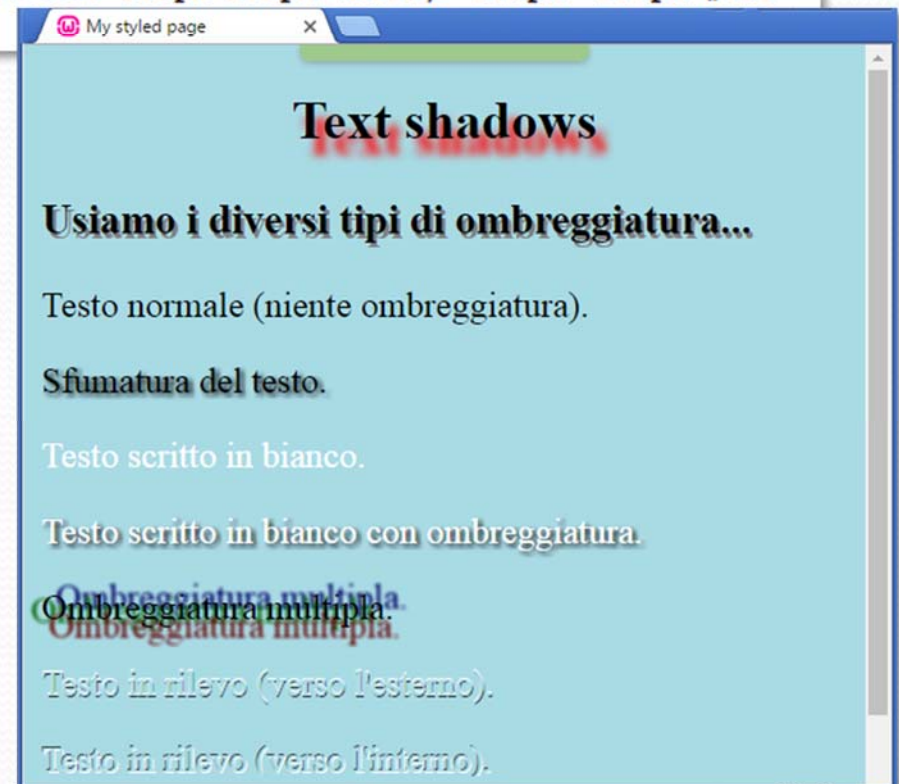 My styled page
Text shadows
Usiamo i diversi tipi di ombreggiatura...
Testo normale (niente ombreggiatura).
Sfumatura del testo.
Testo scritto in bianco.
Testo scritto in bianco con ombreggiatura.
Ombreggiatura multipla.
Testo in rilevo (verso l'esterno).
Testo in rilevo (verso l'interno).